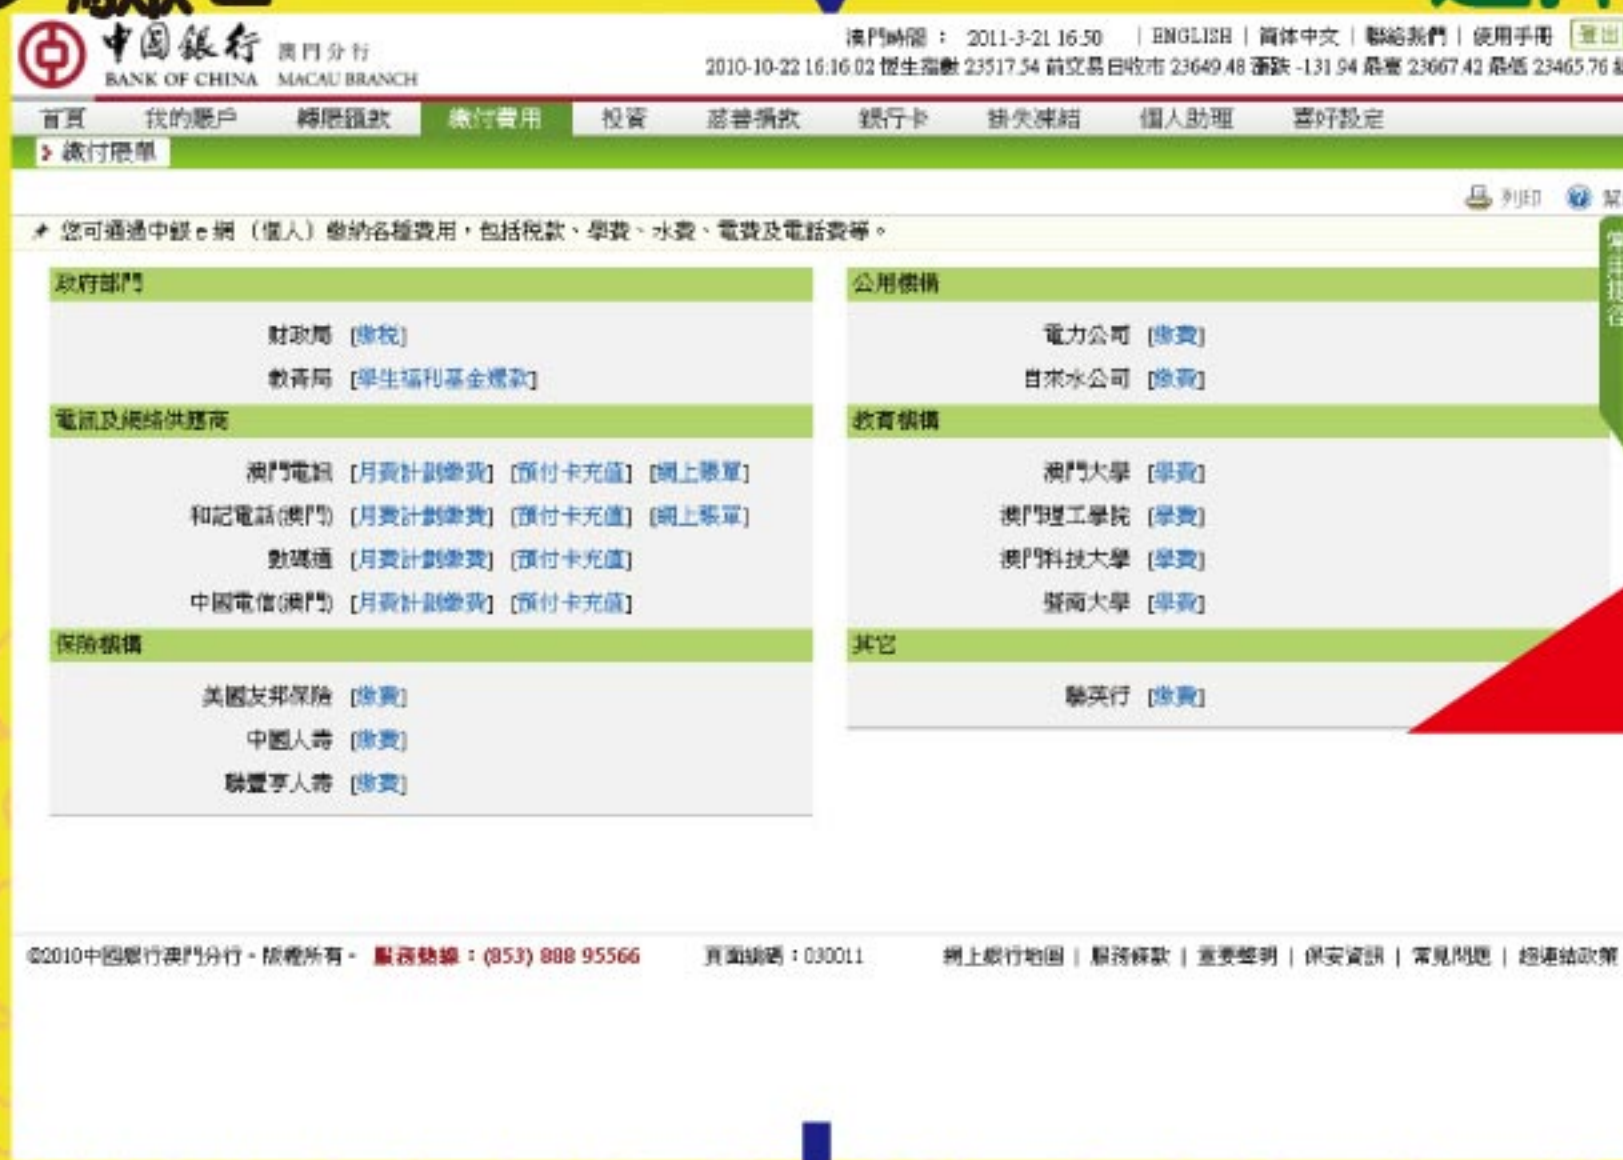 中國銀行 澳門分行
BANK OF CHINA MACAU BRANCH
澳門時間： 2011-3-21 16:50 | ENGLISH | 简体中文 | 聯絡我們 | 使用手冊 登出
2010-10-22 16:16:02 恆生指數 23517.54 前交易日收市 23649.48 漲跌 -131.94 最高 23667.42 最低 23465.76
首頁 我的賬戶 轉賬匯款 繳付費用 投資 慈善捐款 銀行卡 掛失凍結 個人助理 喜好設定
繳付賬單
列印
您可通過中銀e網（個人）繳納各種費用，包括稅款、學費、水費、電費及電話費等。
常用捷徑
政府部門
財政局 [繳稅]
教青局 [學生福利基金還款]
電訊及網絡供應商
澳門電訊 [月費計劃繳費] [預付卡充值] [網上賬單]
和記電話(澳門) [月費計劃繳費] [預付卡充值] [網上賬單]
數碼通 [月費計劃繳費] [預付卡充值]
中國電信(澳門) [月費計劃繳費] [預付卡充值]
保險機構
美國友邦保險 [繳費]
中國人壽 [繳費]
聯豐亨人壽 [繳費]
公用機構
電力公司 [繳費]
自來水公司 [繳費]
教育機構
澳門大學 [學費]
澳門理工學院 [學費]
澳門科技大學 [學費]
暨南大學 [學費]
其它
驗英行 [繳費]
©2010中國銀行澳門分行。版權所有。 服務熱線：(853) 888 95566 頁面編碼：030011 網上銀行地圖 | 服務條款 | 重要聲明 | 保安資訊 | 常見問題 | 超連結政策